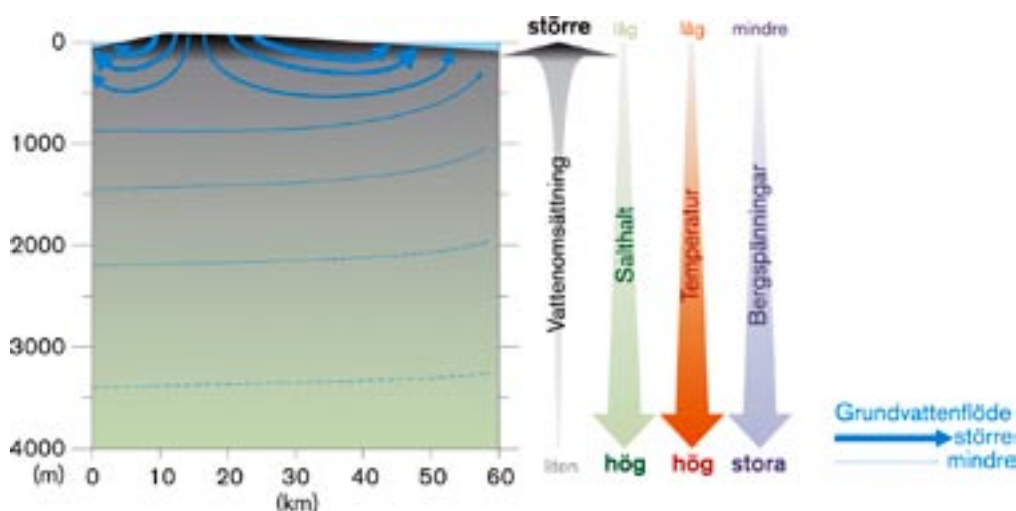 större
låg
låg
mindre
0
1000
2000
3000
4000
(m)
0
10
20
30
40
50
60
(km)
Vattenomsättning
Salthalt
Temperatur
Bergspänningar
liten
hög
hög
stora
Grundvattenflöde
större
mindre